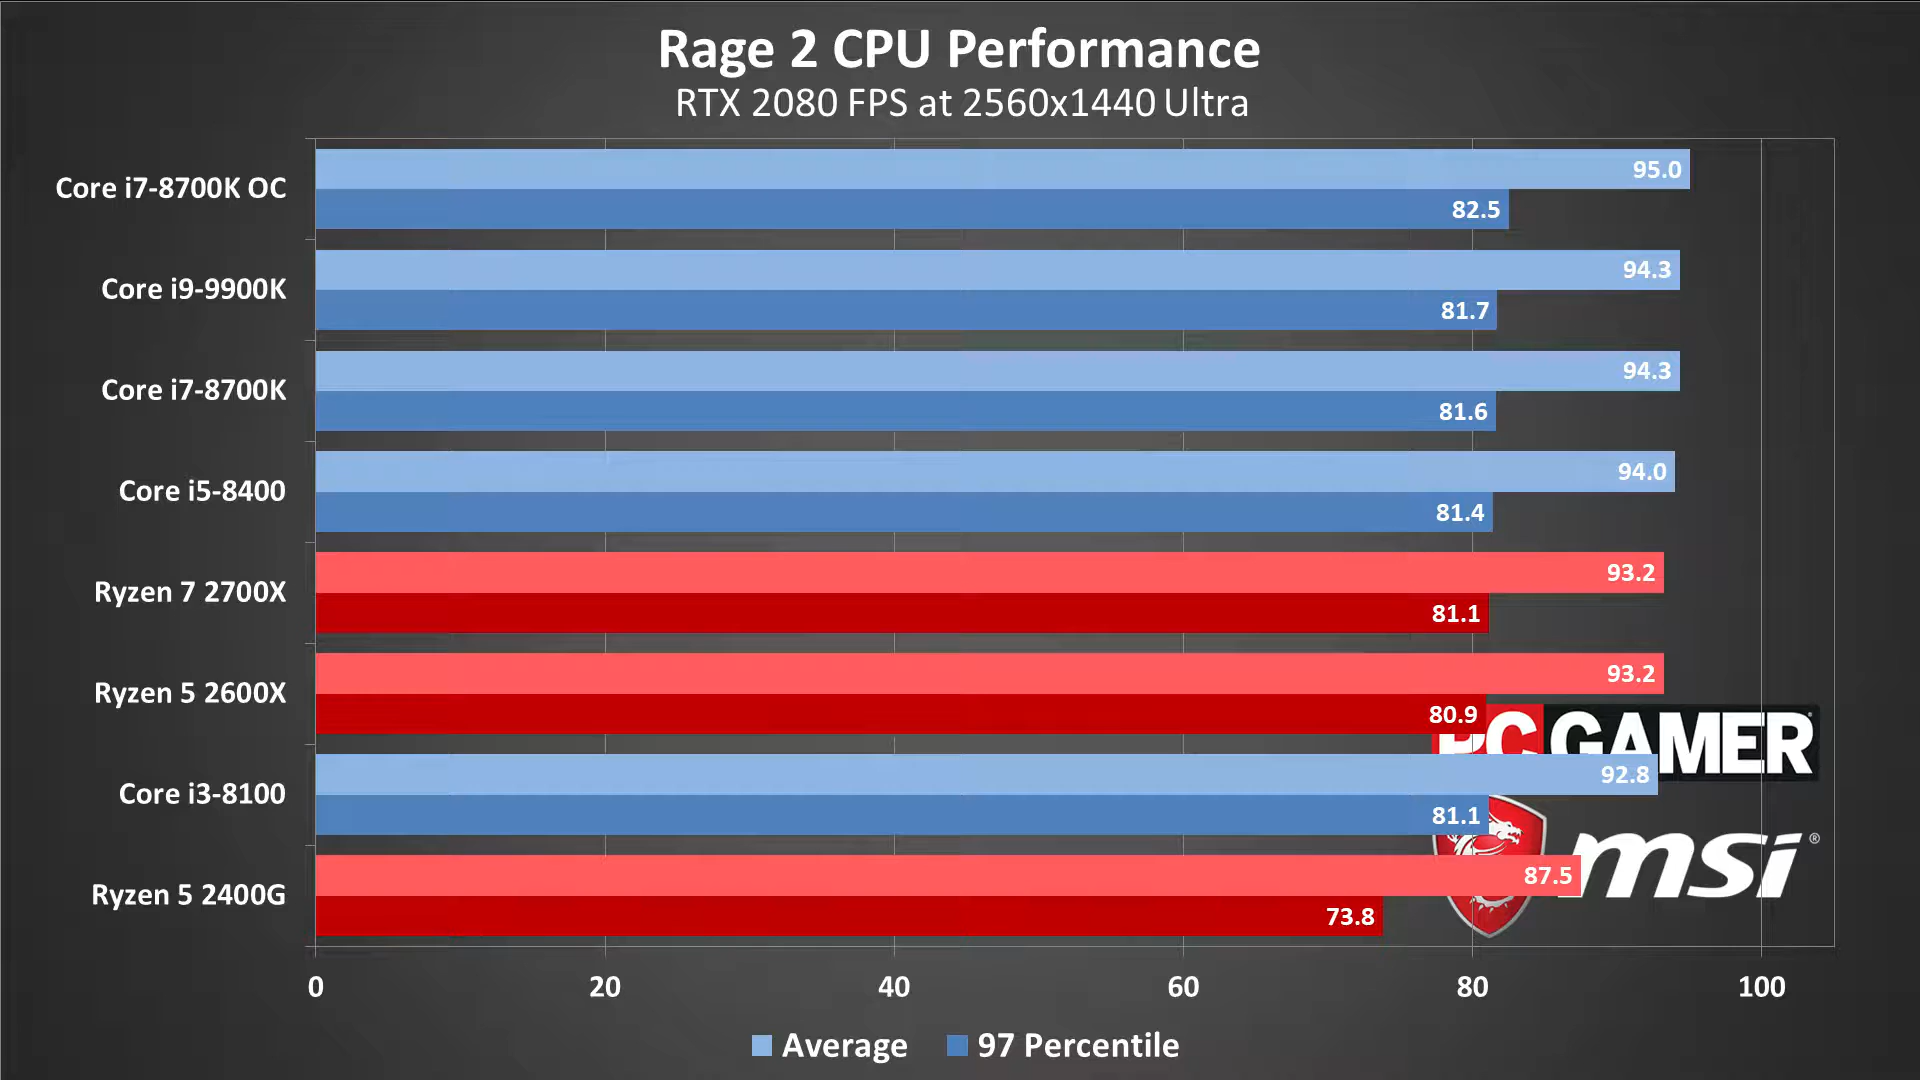 Rage 2 CPU Performance
RTX 2080 FPS at 2560x1440 Ultra
Core i7-8700K OC
95.0
82.5
Core i9-9900K
94.3
81.7
Core i7-8700K
94.3
81.6
Core i5-8400
94.0
81.4
Ryzen 7 2700X
93.2
81.1
Ryzen 5 2600X
93.2
80.9
PC GAMER
Core i3-8100
92.8
81.1
msi®
Ryzen 5 2400G
87.5
73.8
0 20 40 60 80 100
Average 97 Percentile